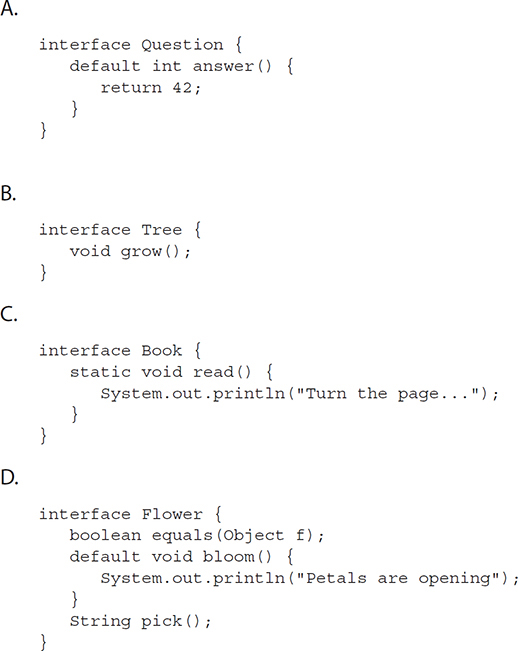 A.
interface Question {
   default int answer() {
      return 42;
   }
}
B.
interface Tree {
   void grow();
}
C.
interface Book {
   static void read() {
      System.out.println("Turn the page...");
   }
}
D.
interface Flower {
   boolean equals(Object f);
   default void bloom() {
      System.out.println("Petals are opening");
   }
   String pick();
}